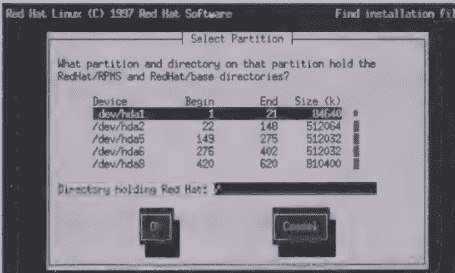 Red Hat Linux (C) 1997 Red Hat Software Find installation fil
Select Partition
What partition and directory on that partition hold the
RedHat/RPMS and RedHat/base directories?
Device Begin End Size (k)
/dev/hda1 1 21 84640
/dev/hda2 22 148 512064
/dev/hda5 149 275 512032
/dev/hda6 276 402 512032
/dev/hda8 420 620 810400
Directory holding Red Hat: /
Ok Cancel